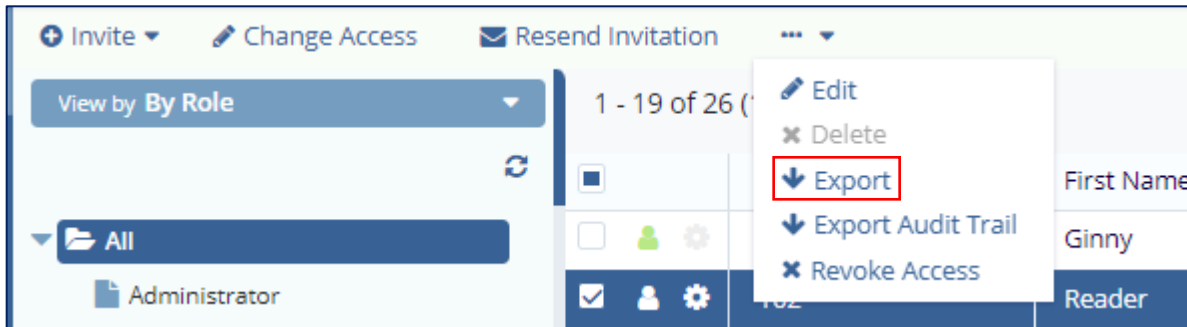 Invite Change Access Resend Invitation ...
View by By Role
1 - 19 of 26 (
Edit
Delete
Export
First Name
Export Audit Trail
All
Ginny
Revoke Access
Administrator
Reader